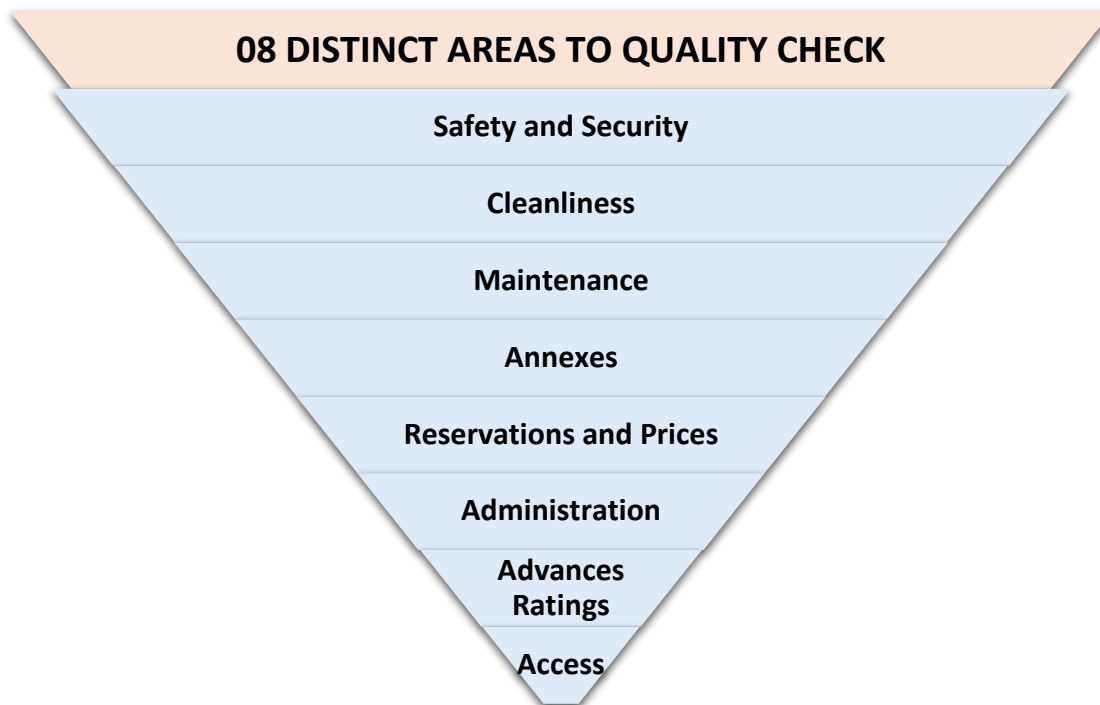 08 DISTINCT AREAS TO QUALITY CHECK
Safety and Security
Cleanliness
Maintenance
Annexes
Reservations and Prices
Administration
Advances
Ratings
Access